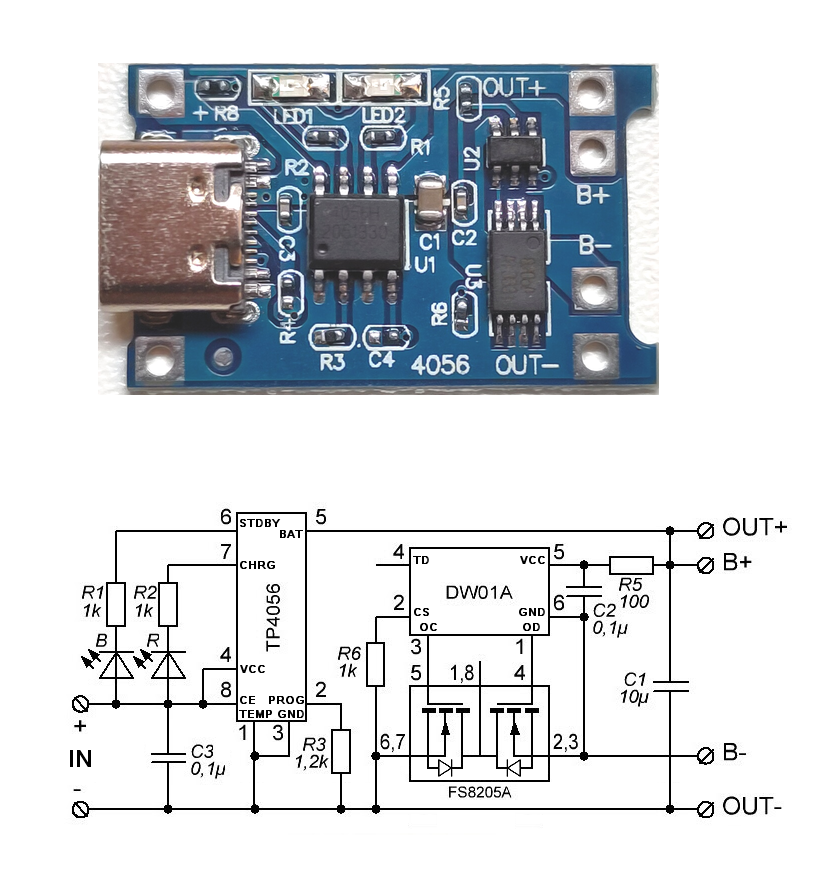 OUT+
+ R8
LED1
LED2
R5
R2
R1
U2
B+
C3
C1
C2
B-
U1
U3
R4
R6
R3
C4
4056
OUT-
6
STDBY
BAT
5
OUT+
7
CHRG
4
TD
VCC
5
B+
R1
1k
R2
1k
TP4056
DW01A
R5
100
2
CS
GND
6
C2
0,1µ
B
R
OC
OD
3
1
R6
1k
4
VCC
5
1,8
4
C1
10µ
8
CE
PROG
2
TEMP
GND
+
1
3
R3
1,2k
6,7
2,3
B-
IN
C3
0,1µ
FS8205A
-
OUT-